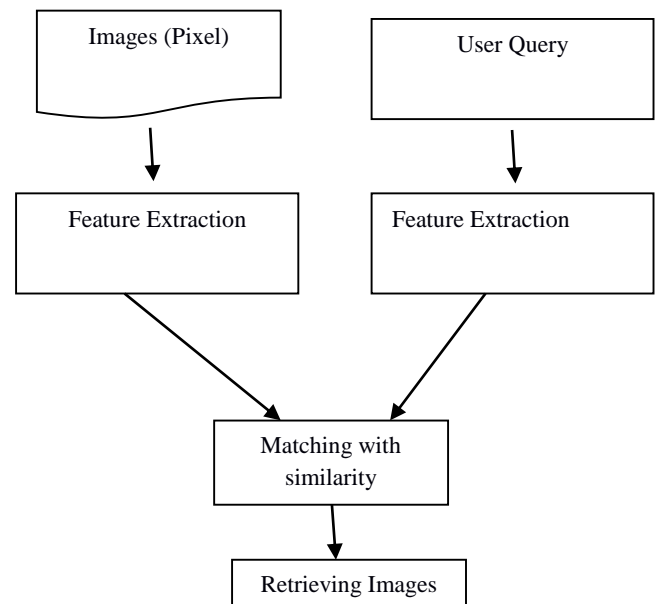 Images (Pixel)
User Query
Feature Extraction
Feature Extraction
Matching with
similarity
Retrieving Images